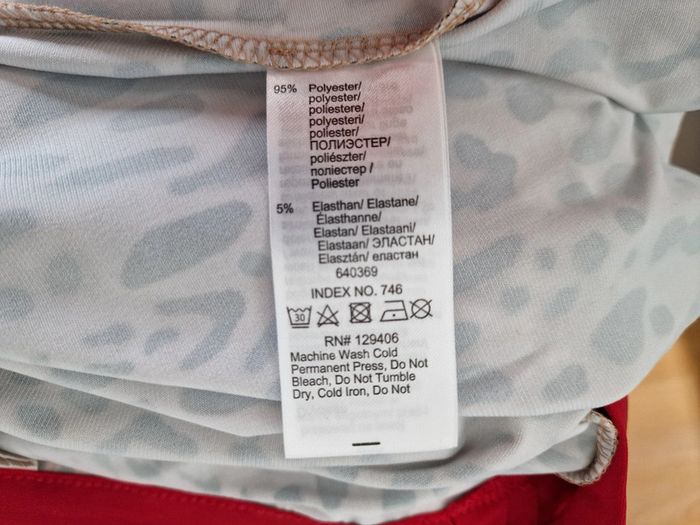 95% Polyester/
polyester/
poliestere/
polyesteri/
poliester/
ПОЛИЭСТЕР/
poliészter/
поліестер /
Poliester
5% Elasthan/ Elastane/
Élasthanne/
Elastan/ Elastaani/
Elastaan/ ЭЛАСТАН/
Elasztán/ еластан
640369
INDEX NO. 746
30
RN# 129406
Machine Wash Cold
Permanent Press, Do Not
Bleach, Do Not Tumble
Dry, Cold Iron, Do Not